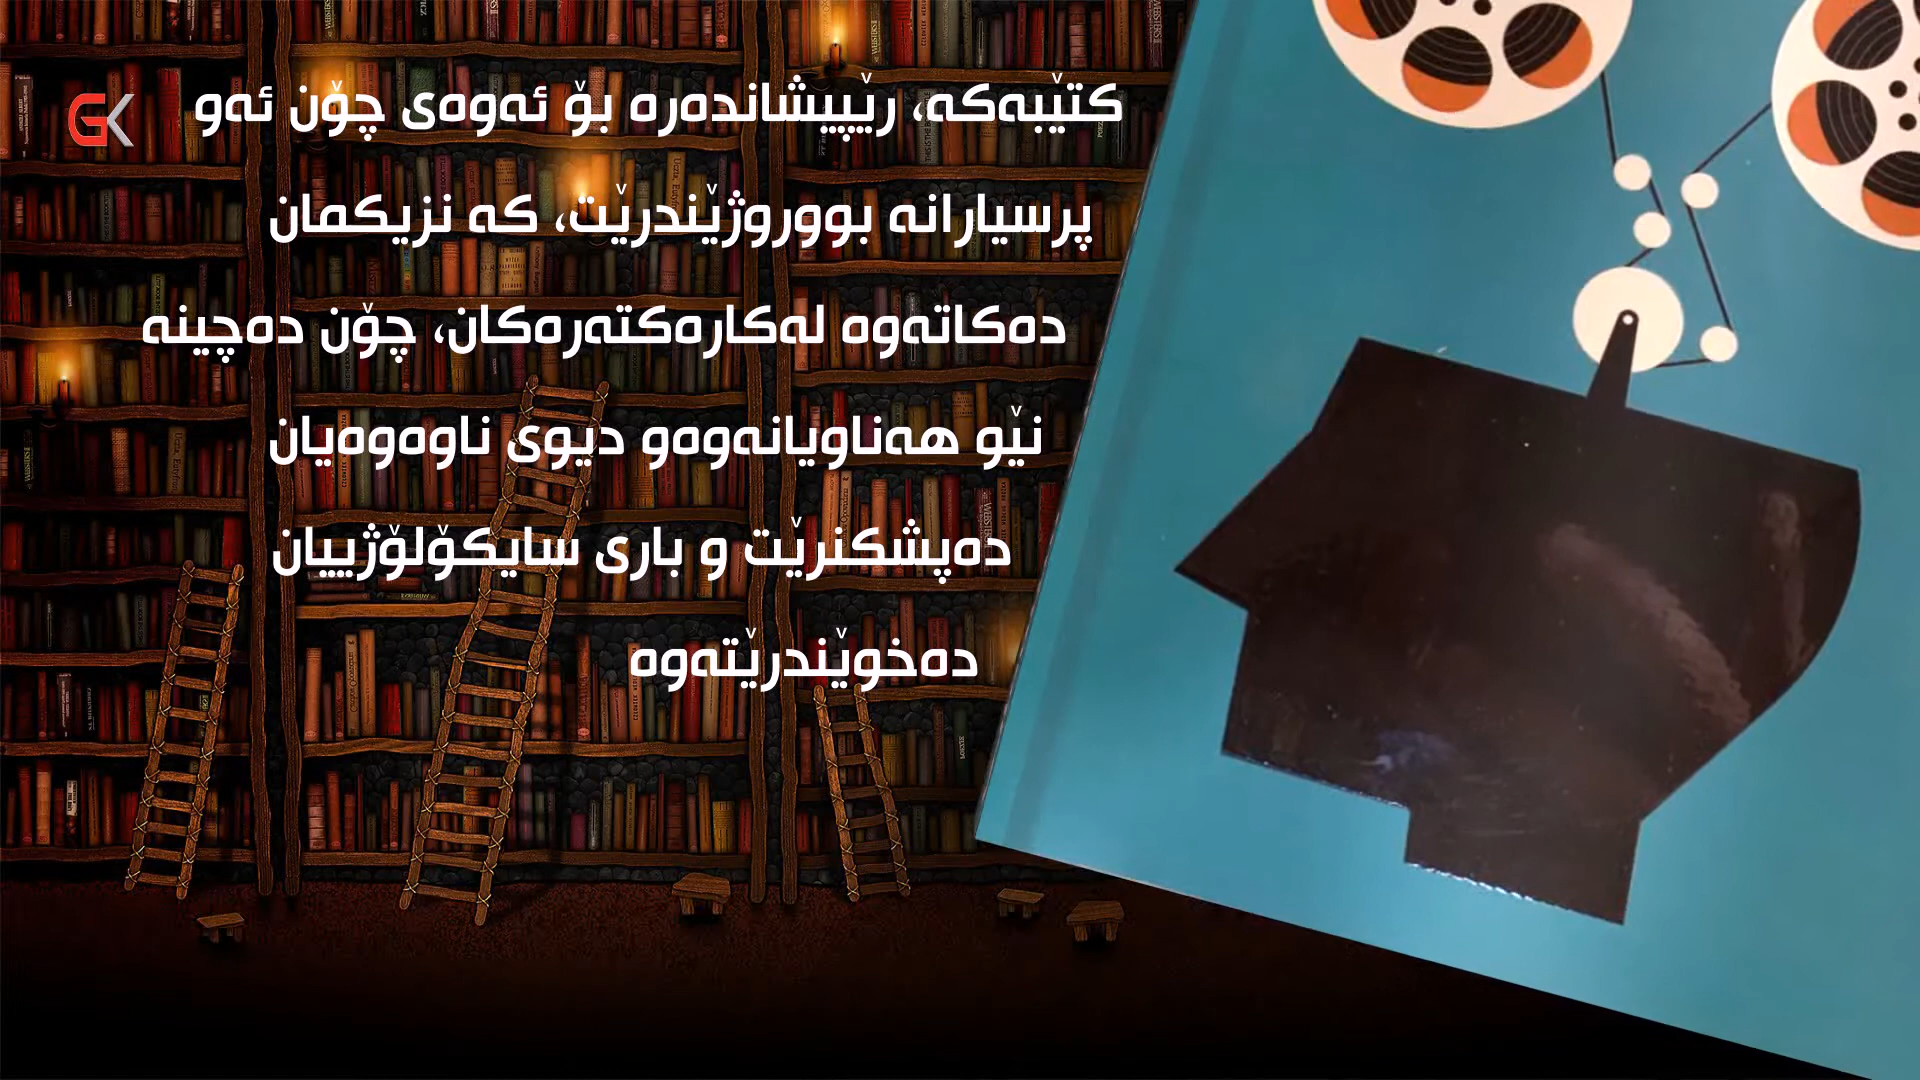 GK
کتێبەکە، رێپیشاندەرە بۆ ئەوەی چۆن ئەو
پرسیارانە بووروژێندرێت، کە نزیکمان
دەکاتەوە لەکارەکتەرەکان، چۆن دەچینە
نێو هەناویانەوەو دیوی ناوەوەیان
دەپشکنرێت و باری سایکۆلۆژییان
دەخوێندرێتەوە